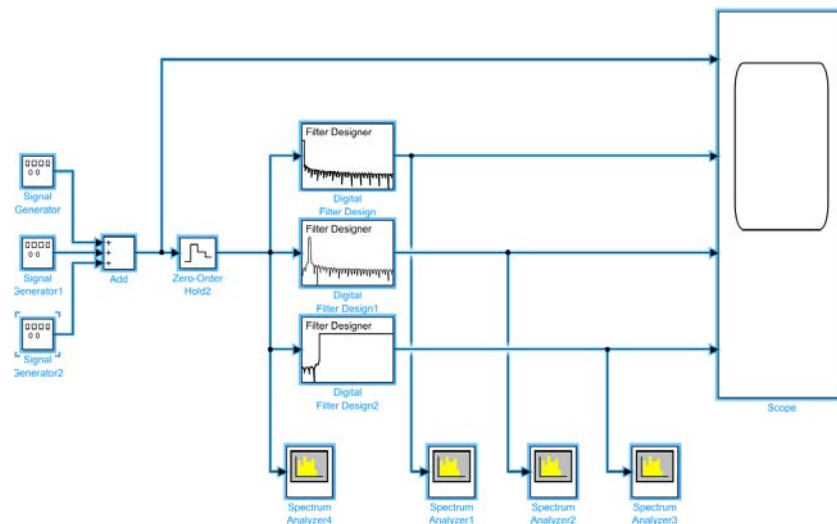 Filter Designer
Digital
Filter Design
Signal
Generator
Filter Designer
+
+
+
Signal
Generator1
Add
Zero-Order
Hold2
Digital
Filter Design1
Filter Designer
Signal
Generator2
Digital
Filter Design2
Scope
Spectrum
Analyzer4
Spectrum
Analyzer1
Spectrum
Analyzer2
Spectrum
Analyzer3